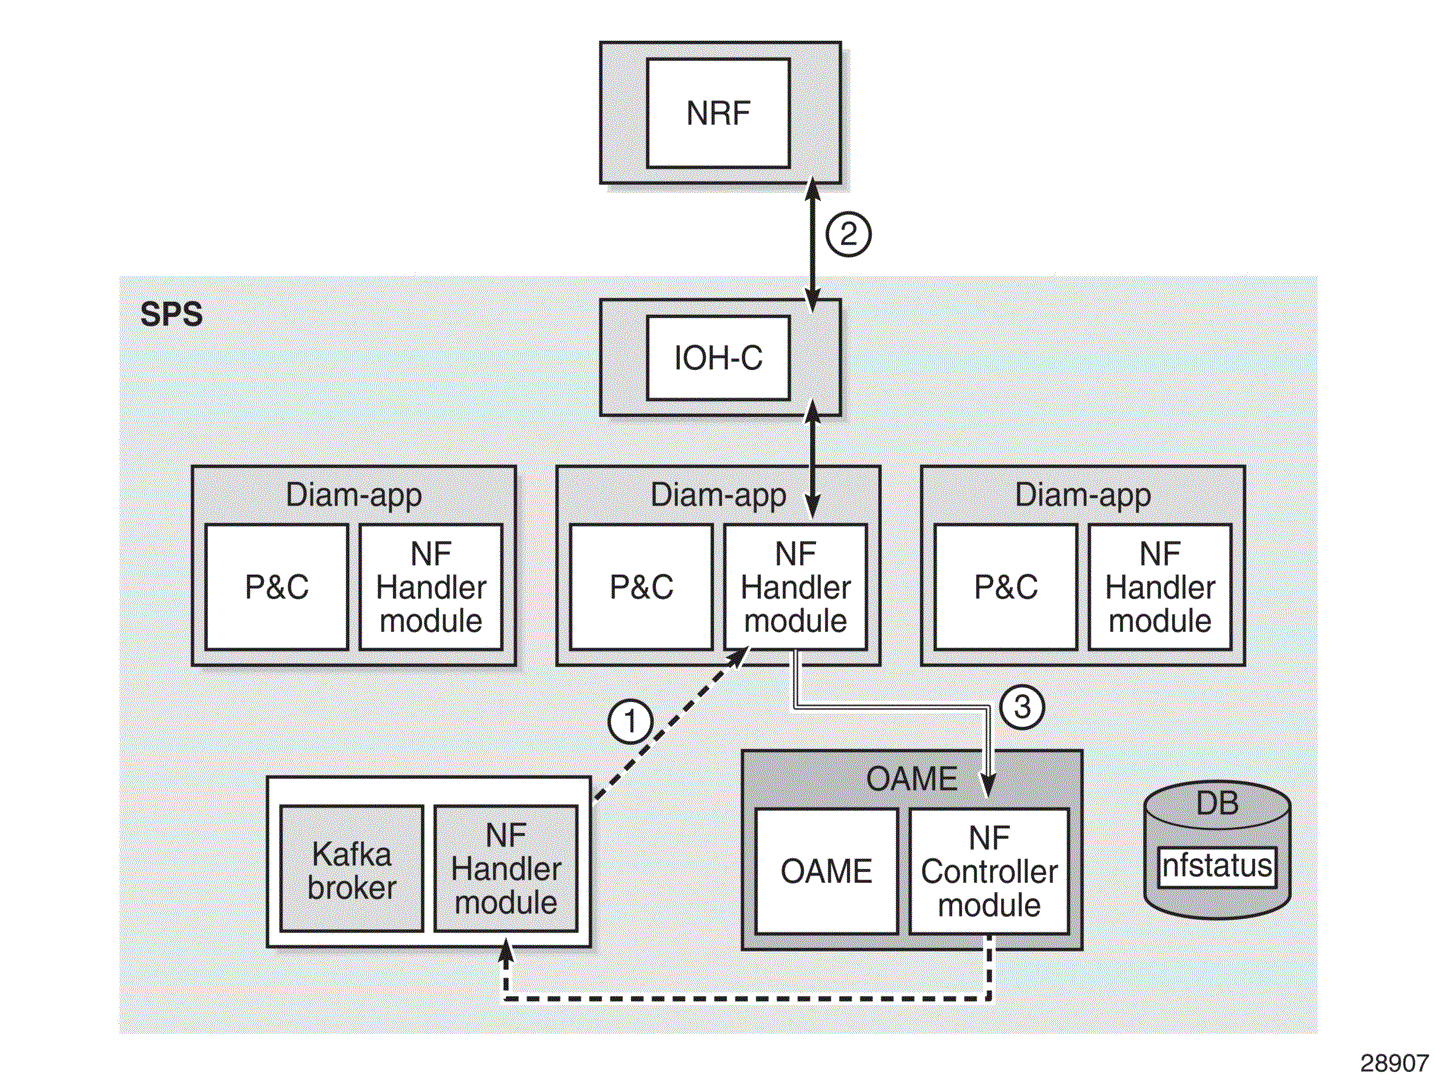 NRF
2
SPS
IOH-C
Diam-app
P&C
NF
Handler
module
Diam-app
P&C
NF
Handler
module
Diam-app
P&C
NF
Handler
module
1
3
Kafka
broker
NF
Handler
module
OAME
OAME
NF
Controller
module
DB
nfstatus
28907